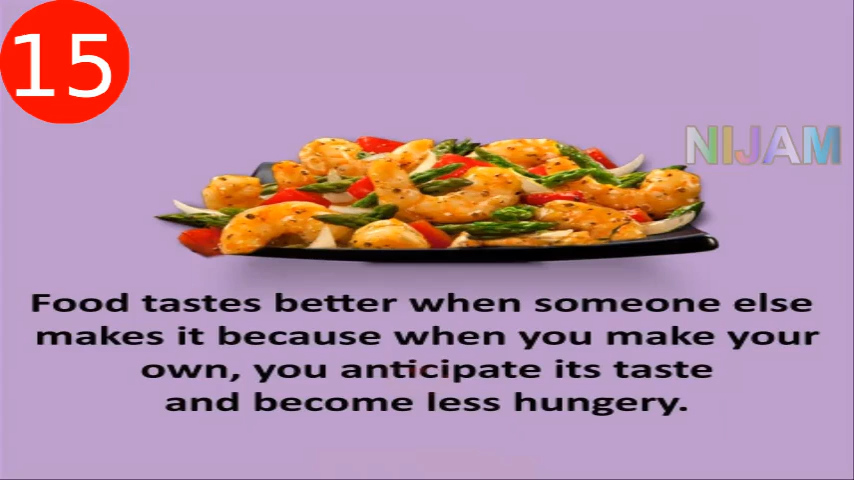 15
NIJAM
Food tastes better when someone else
makes it because when you make your
own, you anticipate its taste
and become less hungery.